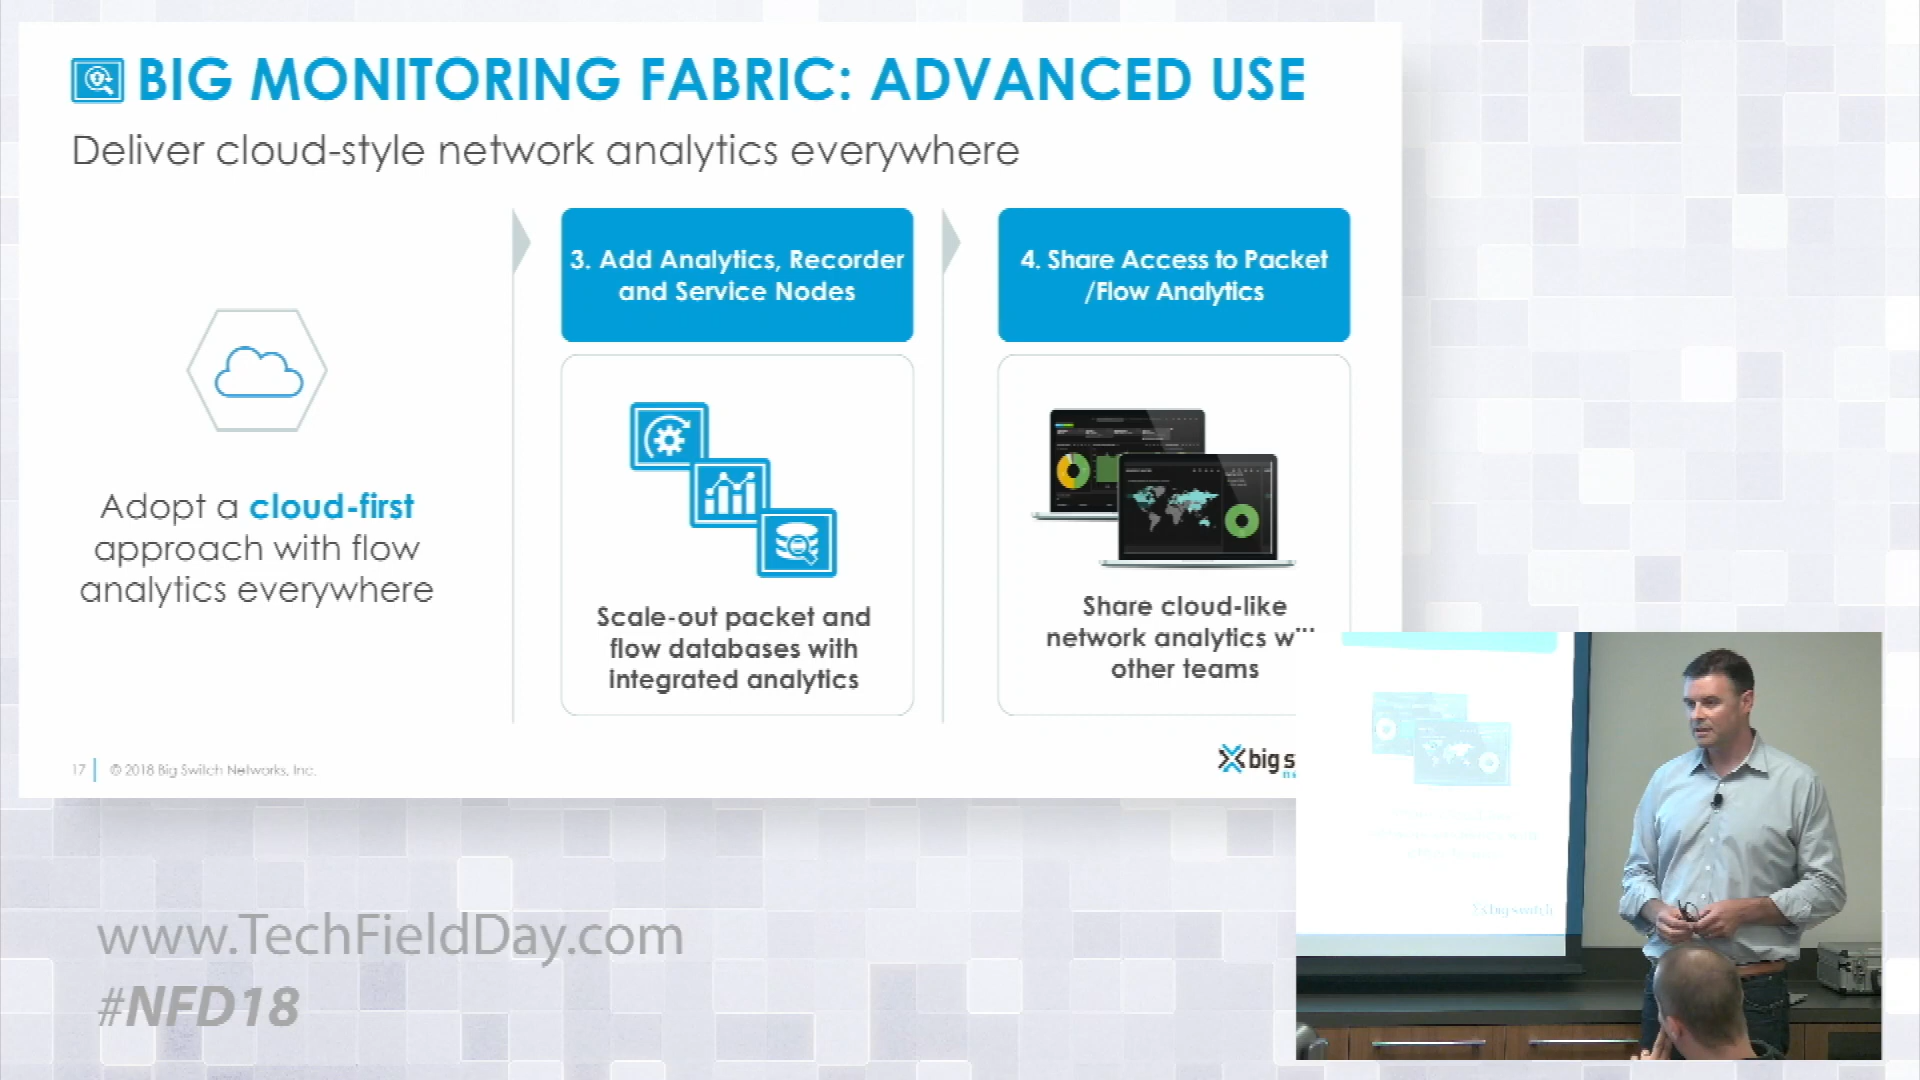 BIG MONITORING FABRIC: ADVANCED USE
Deliver cloud-style network analytics everywhere
Adopt a cloud-first
approach with flow
analytics everywhere
3. Add Analytics, Recorder
and Service Nodes
Scale-out packet and
flow databases with
integrated analytics
4. Share Access to Packet
/Flow Analytics
Share cloud-like
network analytics
other teams
17 © 2018 Big Switch Networks, Inc.
big s
big switch
www.TechFieldDay.com
#NFD18